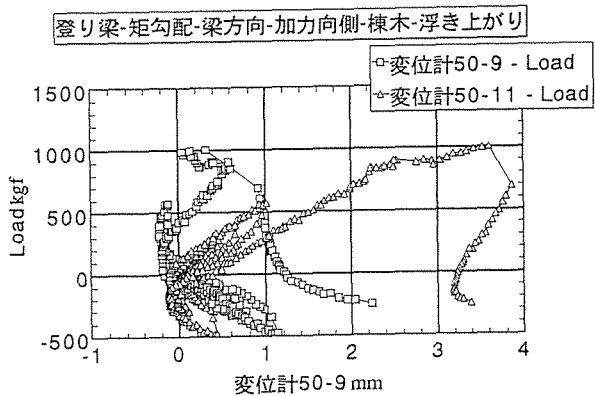 登り梁-矩勾配-梁方向-加力向側-棟木-浮き上がり
変位計50-9 - Load
変位計50-11 - Load
1500
1000
500
0
-500
Load kgf
-1 0 1 2 3 4
変位計50-9 mm